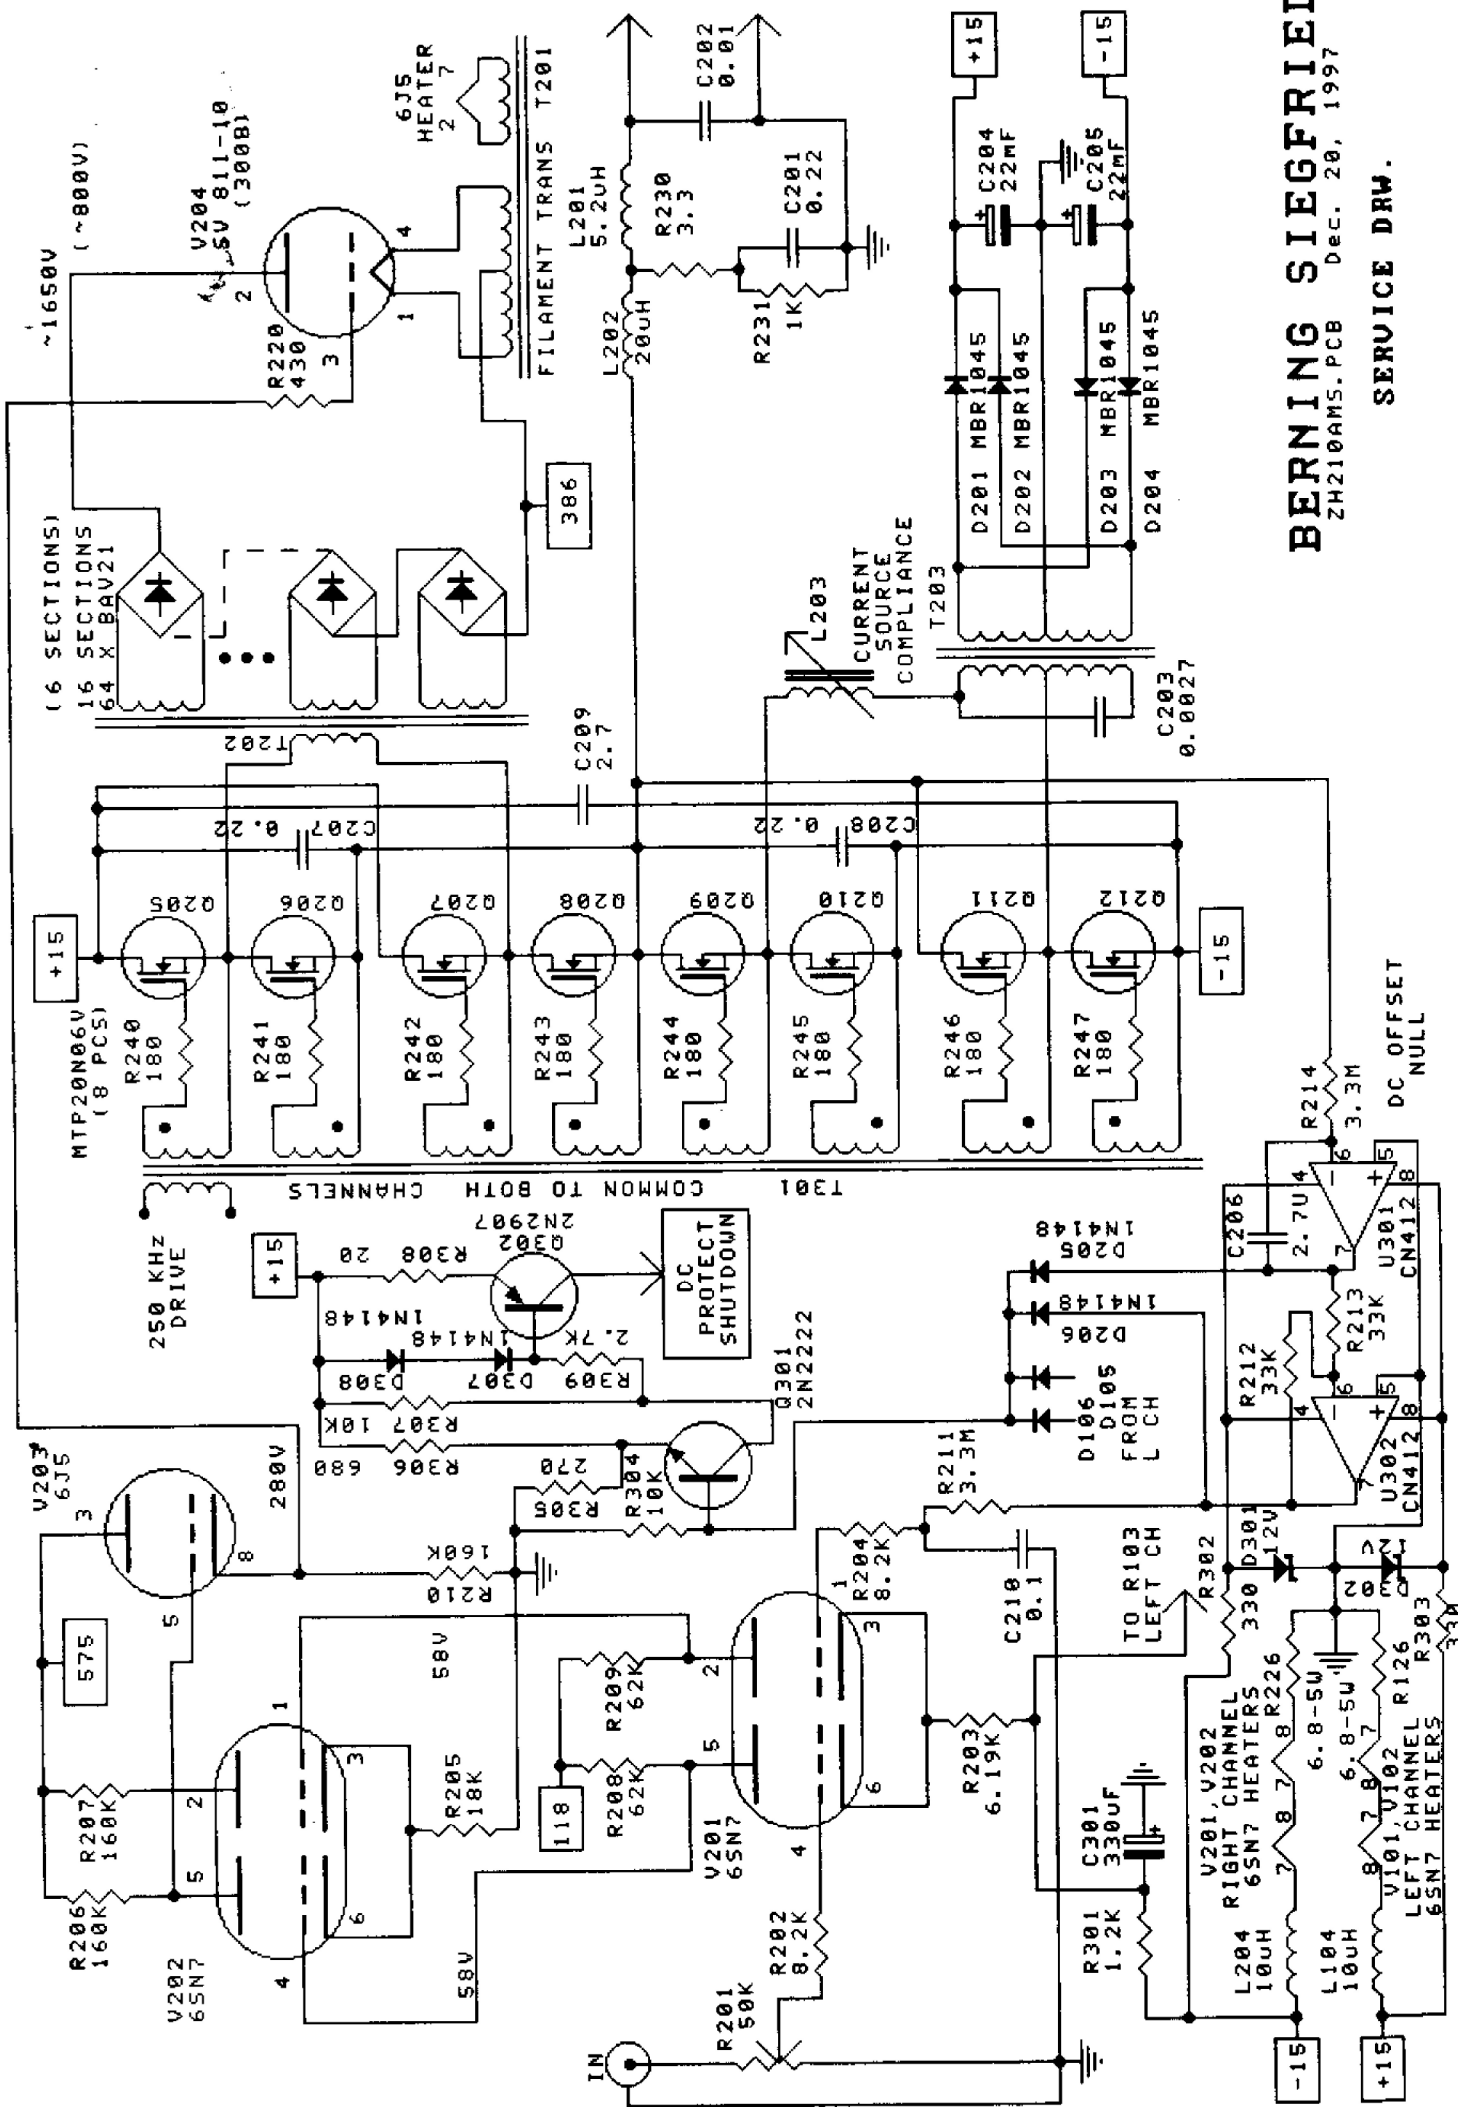 BERNING SIEGFRIED
ZH210AMS.PCB Dec. 20, 1997
SERVICE DRW.
V202
6SN7
R206
160K
R207
160K
575
V203
6J5
280V
58V
58V
R205
18K
R210
160K
118
R208
62K
R209
62K
V201
6SN7
IN
R201
50K
R202
8.2K
R203
6.19K
R204
8.2K
C210
0.1
R211
3.3M
C301
330uF
R301
1.2K
TO R103
LEFT CH
250 KHz
DRIVE
T301
COMMON TO BOTH
CHANNELS
+15
R308
20
Q302
2N2907
1N4148
D308
1N4148
D307
2.7K
R309
10K
R307
680
R306
270
R305
R304
10K
Q301
2N2222
DC
PROTECT
SHUTDOWN
D106
D105
FROM
L CH
D206
1N4148
D205
1N4148
R212
33K
R213
33K
C206
2.7U
U301
CN412
U302
CN412
R214
3.3M
DC OFFSET
NULL
R302
330
D301
12V
D302
12V
R303
330
R226
6.8-5W
R126
6.8-5W
V201,V202
RIGHT CHANNEL
6SN7 HEATERS
V101,V102
LEFT CHANNEL
6SN7 HEATERS
L204
10uH
L104
10uH
-15
+15
MTP20N06V
(8 PCS)
+15
R240
180
R241
180
R242
180
R243
180
R244
180
R245
180
R246
180
R247
180
Q205
Q206
Q207
Q208
Q209
Q210
Q211
Q212
-15
C207
0.22
C208
0.22
C209
2.7
T202
(6 SECTIONS)
16 SECTIONS
64 X BAV21
386
~1650V
(~800V)
V204
SV 811-10
(300B)
R220
430
6J5
HEATER
2 7
FILAMENT TRANS T201
L202
20uH
L201
5.2uH
R230
3.3
R231
1K
C201
0.22
C202
0.01
L203
CURRENT
SOURCE
COMPLIANCE
T203
C203
0.0027
D201 MBR1045
D202 MBR1045
D203 MBR1045
D204 MBR1045
C204
22mF
C205
22mF
+15
-15